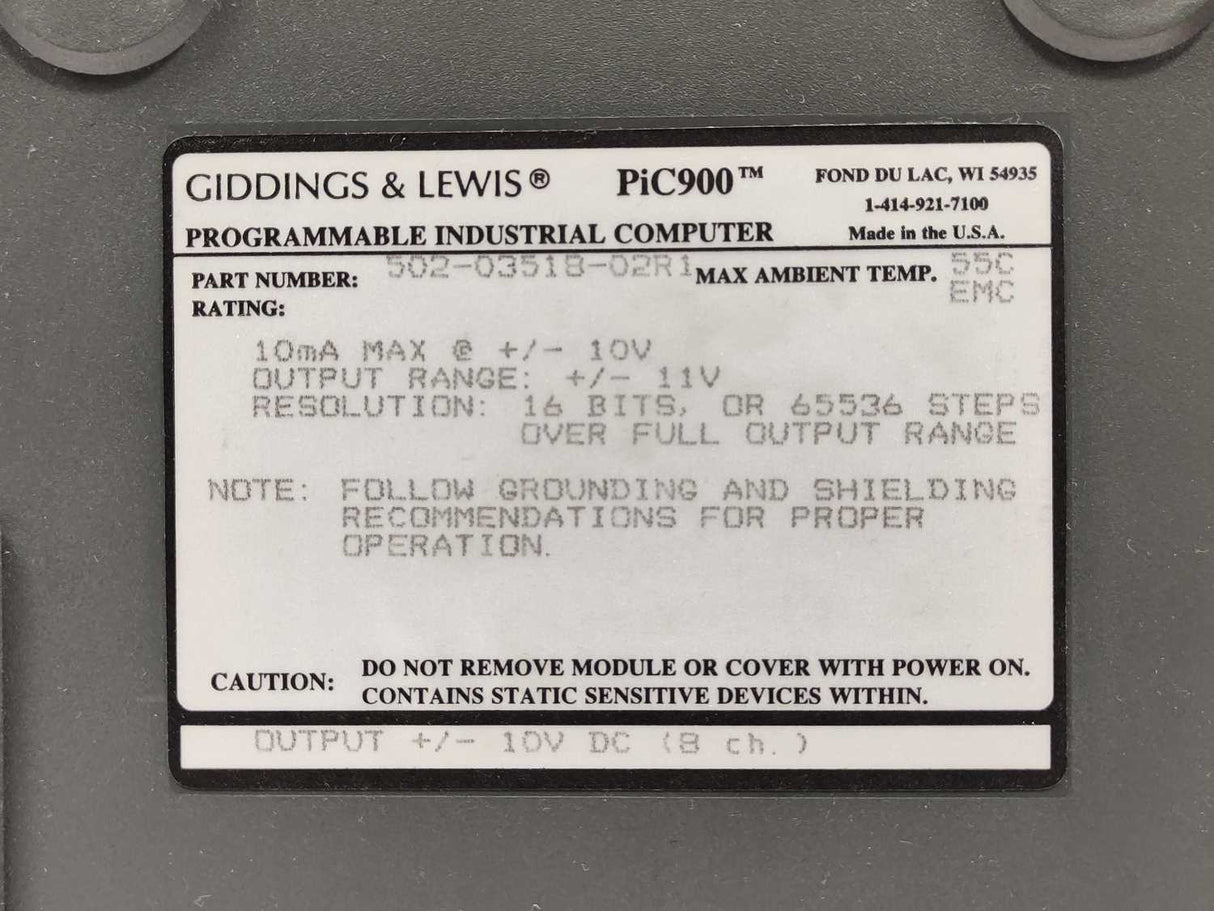 GIDDINGS & LEWIS® PiC900™ FOND DU LAC, WI 54935
1-414-921-7100
PROGRAMMABLE INDUSTRIAL COMPUTER Made in the U.S.A.
PART NUMBER: 502-03518-02R1 MAX AMBIENT TEMP. 55C
EMC
RATING:
10mA MAX @ +/- 10V
OUTPUT RANGE: +/- 11V
RESOLUTION: 16 BITS, OR 65536 STEPS
OVER FULL OUTPUT RANGE
NOTE: FOLLOW GROUNDING AND SHIELDING
RECOMMENDATIONS FOR PROPER
OPERATION.
CAUTION: DO NOT REMOVE MODULE OR COVER WITH POWER ON.
CONTAINS STATIC SENSITIVE DEVICES WITHIN.
OUTPUT +/- 10V DC (8 ch.)